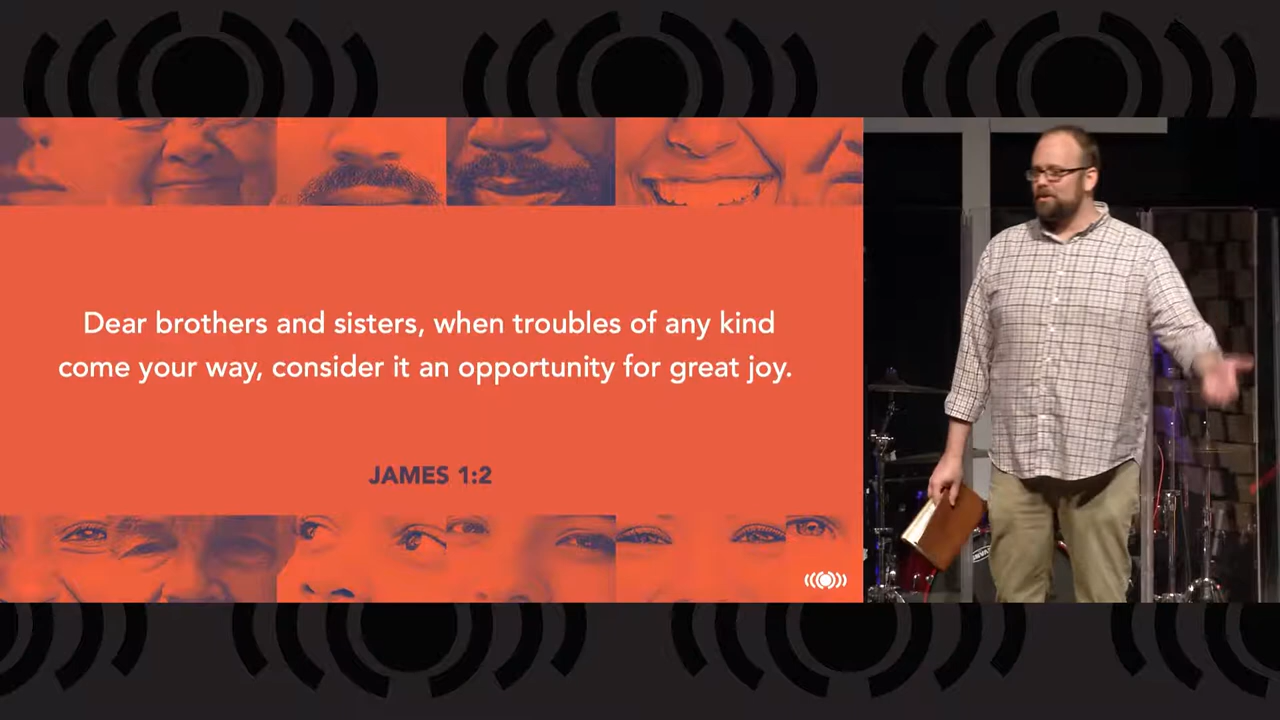 Dear brothers and sisters, when troubles of any kind
come your way, consider it an opportunity for great joy.
JAMES 1:2